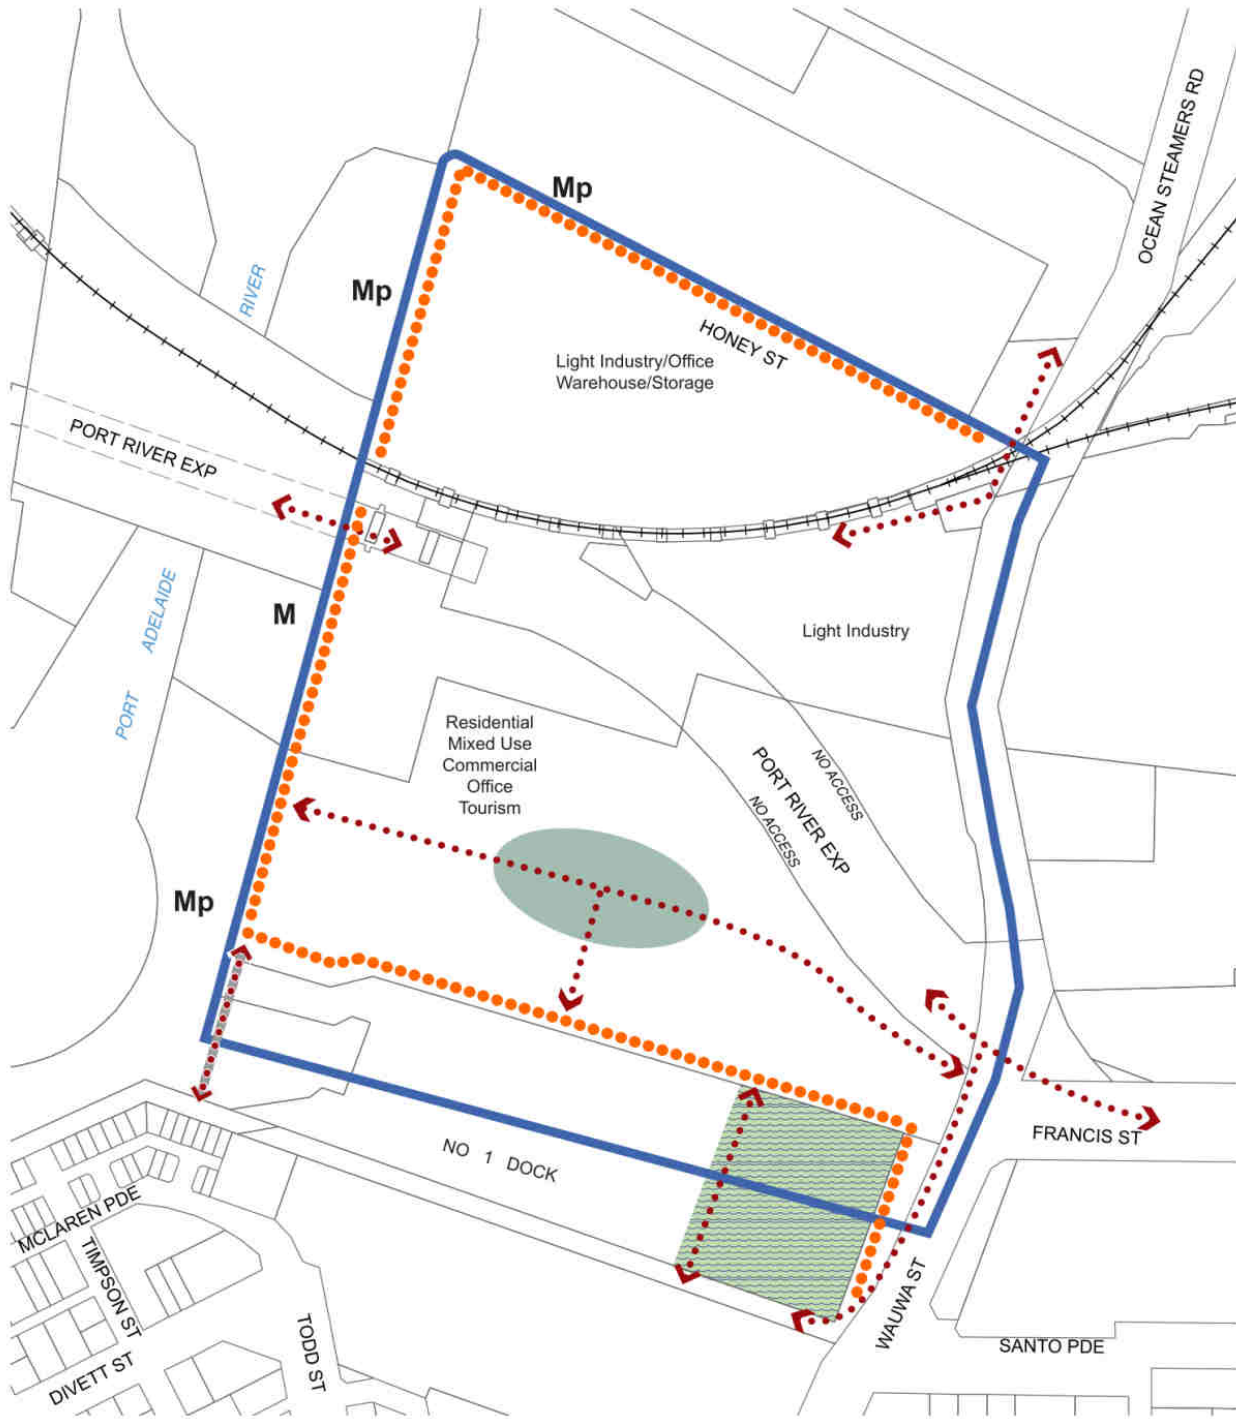 OCEAN STEAMERS RD
Mp
RIVER
Mp
HONEY ST
Light Industry/Office
Warehouse/Storage
PORT RIVER EXP
ADELAIDE
M
Light Industry
PORT
Residential
Mixed Use
Commercial
Office
Tourism
NO ACCESS
PORT RIVER EXP
NO ACCESS
Mp
FRANCIS ST
NO 1 DOCK
MCLAREN PDE
TIMPSON ST
WAUWA ST
TODD ST
SANTO PDE
DIVETT ST